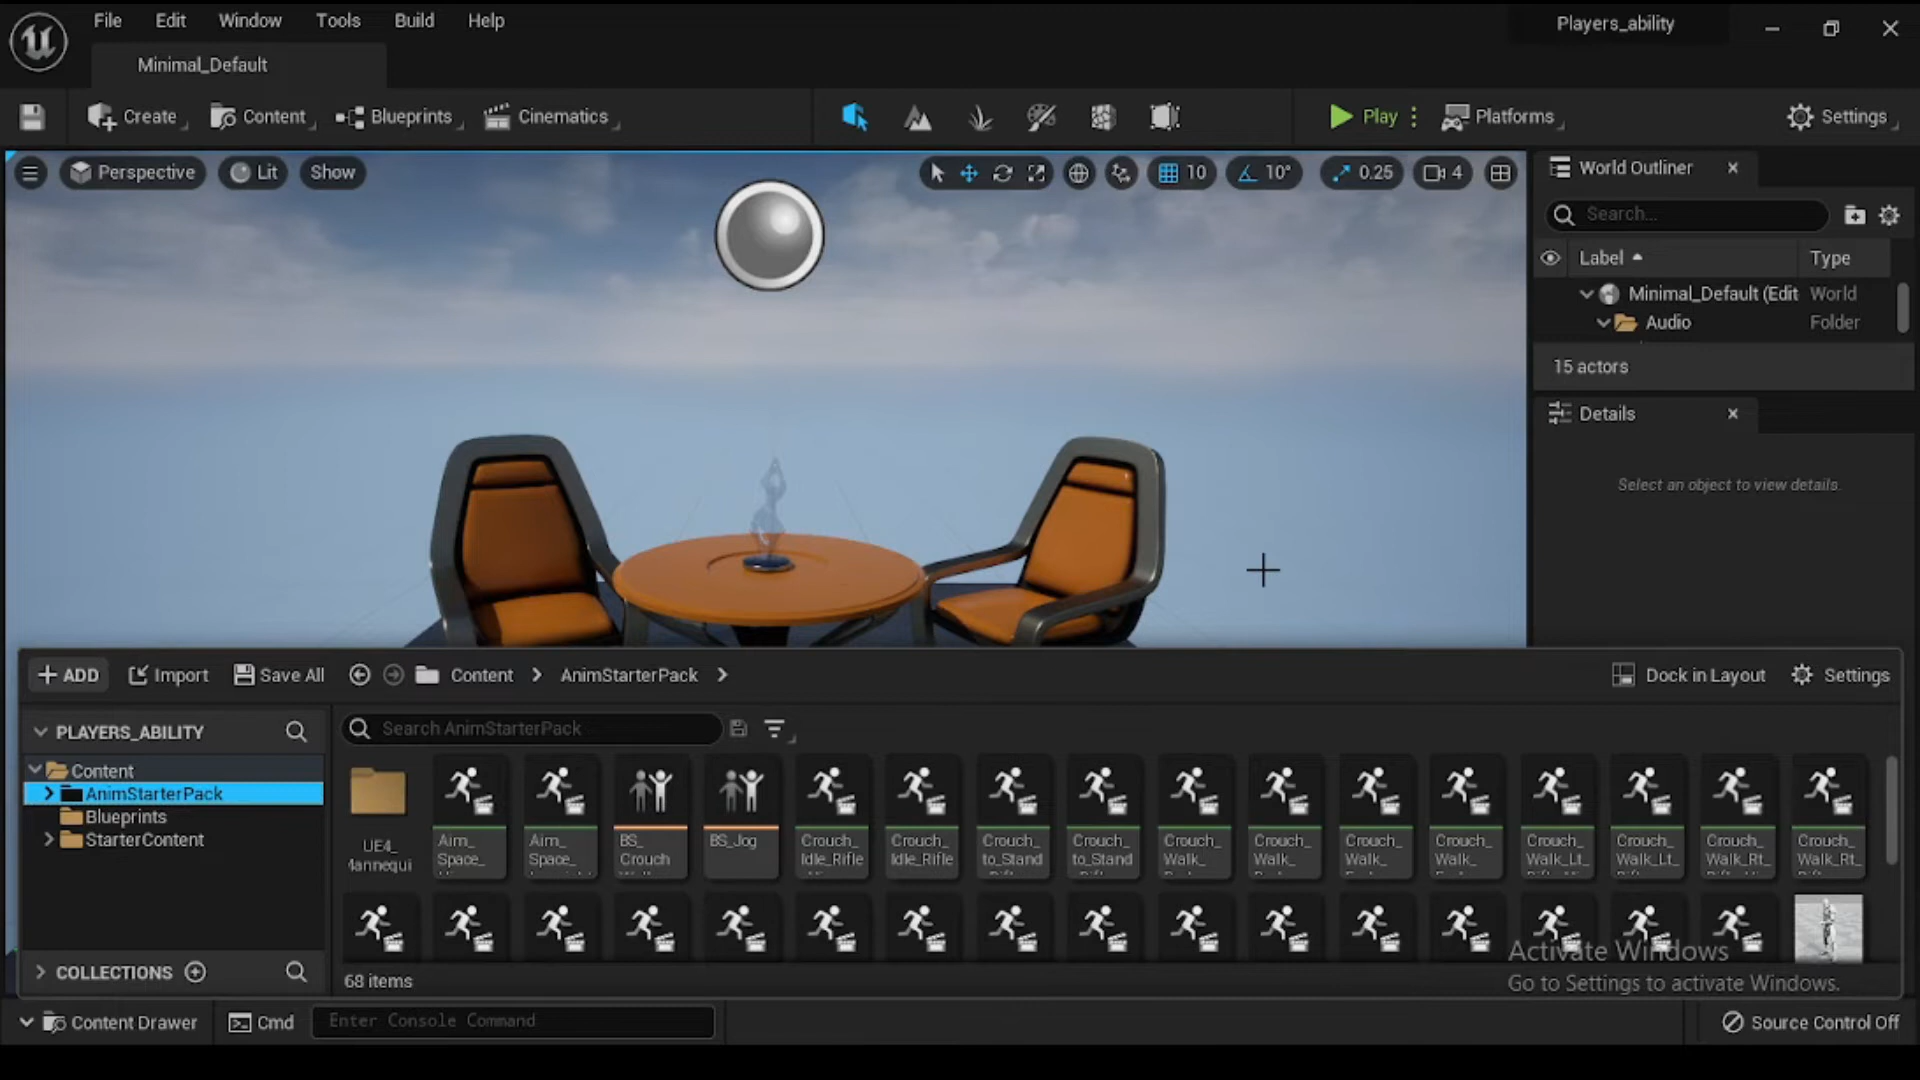 File Edit Window Tools Build Help
Players_ability
Minimal_Default
Create Content Blueprints Cinematics Play Platforms Settings
Perspective Lit Show 10 10° 0.25 4
World Outliner
Search...
Label Type
Minimal_Default (Edit World
Audio Folder
15 actors
Details
Select an object to view details.
+ ADD Import Save All Content > AnimStarterPack > Dock in Layout Settings
PLAYERS_ABILITY
Search AnimStarterPack
Content
AnimStarterPack
Blueprints
StarterContent
UE4_ Aim_ Aim_ BS_ BS_Jog Crouch_ Crouch_ Crouch_ Crouch_ Crouch_ Crouch_ Crouch_ Crouch_ Crouch_ Crouch_ Crouch_ Crouch_
Mannequi Space_ Space_ Crouch Idle_Rifle Idle_Rifle to_Stand to_Stand Walk_ Walk_ Walk_ Walk_ Walk_Lt_ Walk_Lt_ Walk_Rt_ Walk_Rt_
COLLECTIONS
68 items
Activate Windows
Go to Settings to activate Windows.
Content Drawer Cmd Enter Console Command Source Control Off